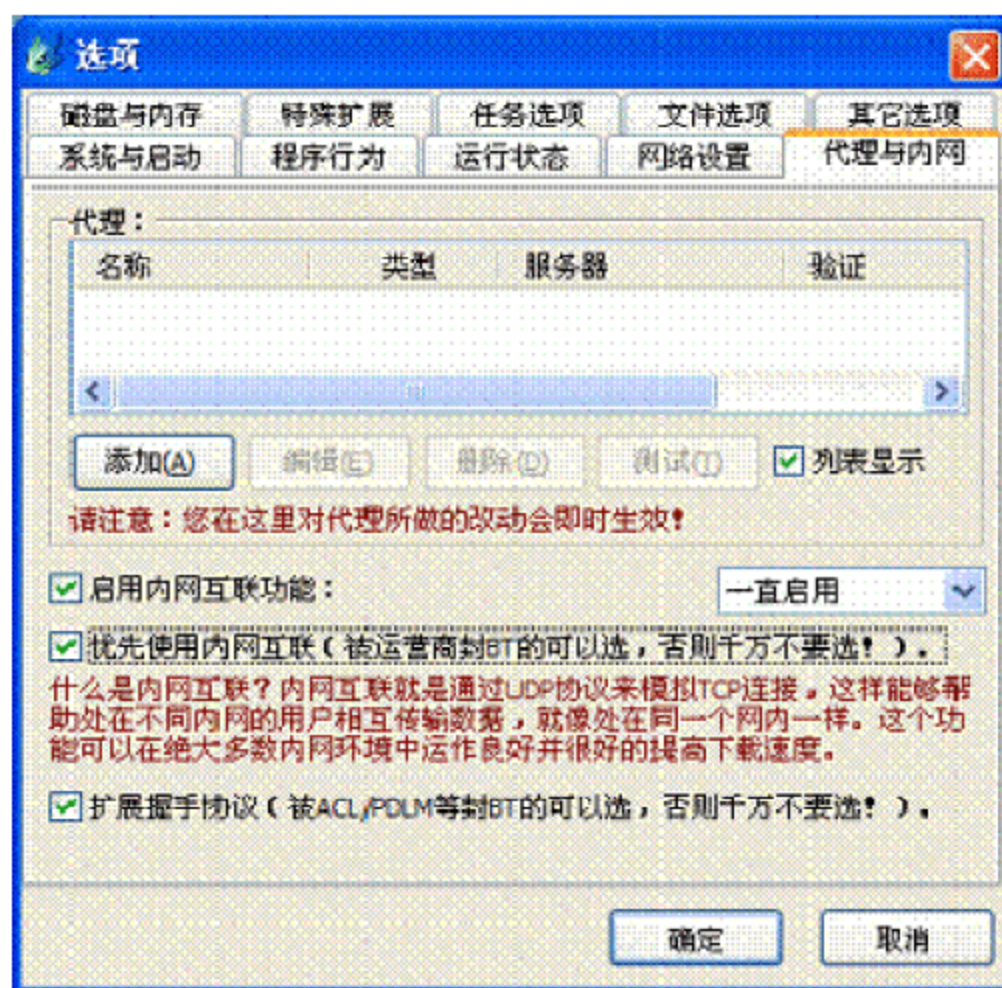 选项
磁盘与内存 特殊扩展 任务选项 文件选项 其它选项
系统与启动 程序行为 运行状态 网络设置 代理与内网
代理：
名称 类型 服务器 验证
添加(A) 编辑(E) 删除(D) 测试(T) 列表显示
请注意：您在这里对代理所做的改动会即时生效！
启用内网互联功能： 一直启用
优先使用内网互联（被运营商封BT的可以选，否则千万不要选！）.
什么是内网互联？内网互联就是通过UDP协议来模拟TCP连接。这样能够帮
助处在不同内网的用户相互传输数据，就像处在同一个网内一样。这个功
能可以在绝大多数内网环境中运作良好并很好的提高下载速度。
扩展握手协议（被ACL/PDLM等封BT的可以选，否则千万不要选！）.
确定 取消